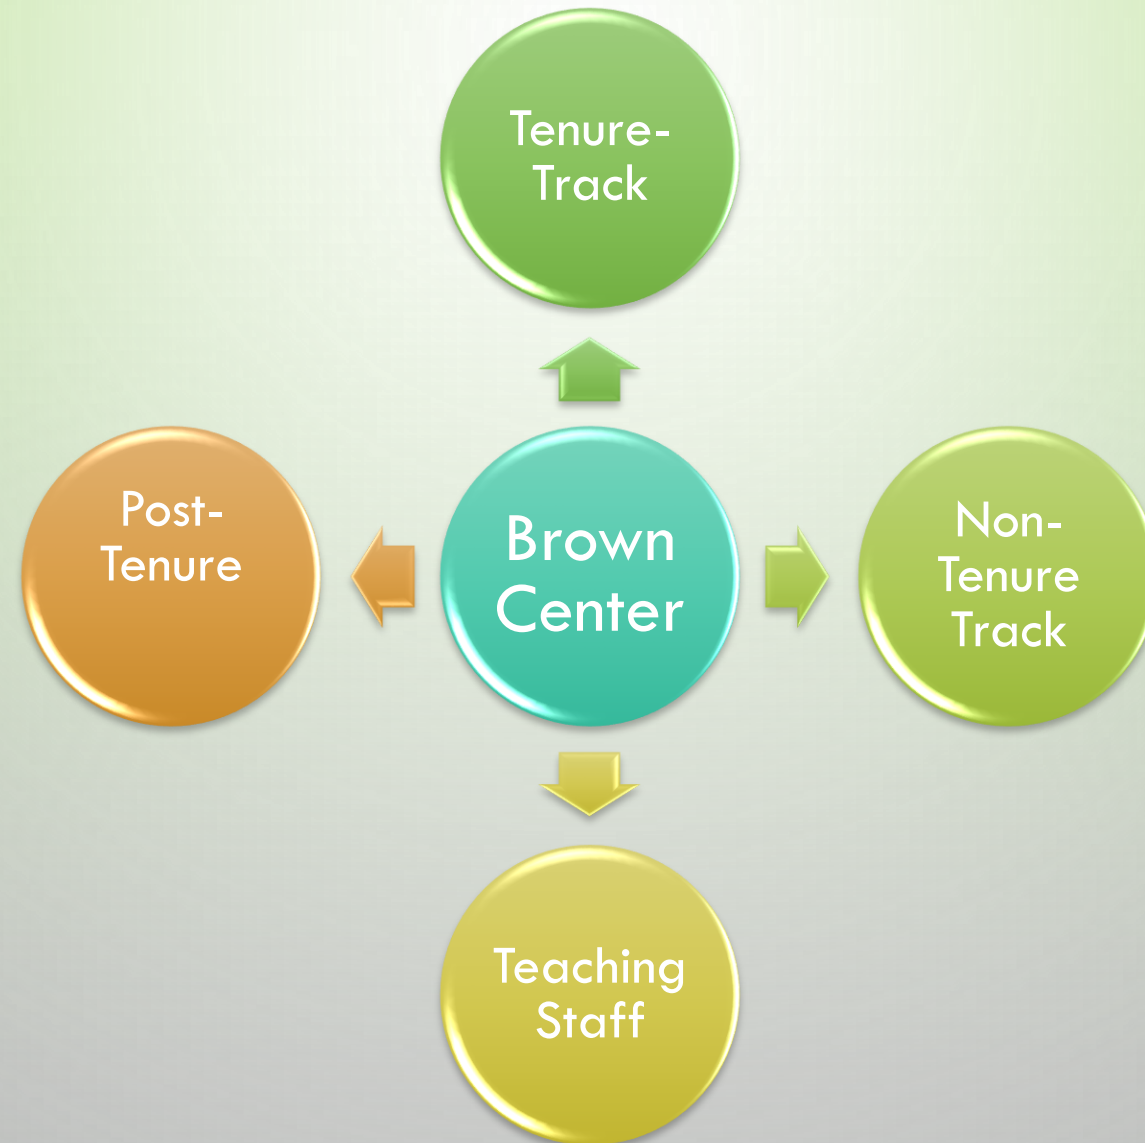 Tenure-
Track
Post-
Tenure
Brown
Center
Non-
Tenure
Track
Teaching
Staff